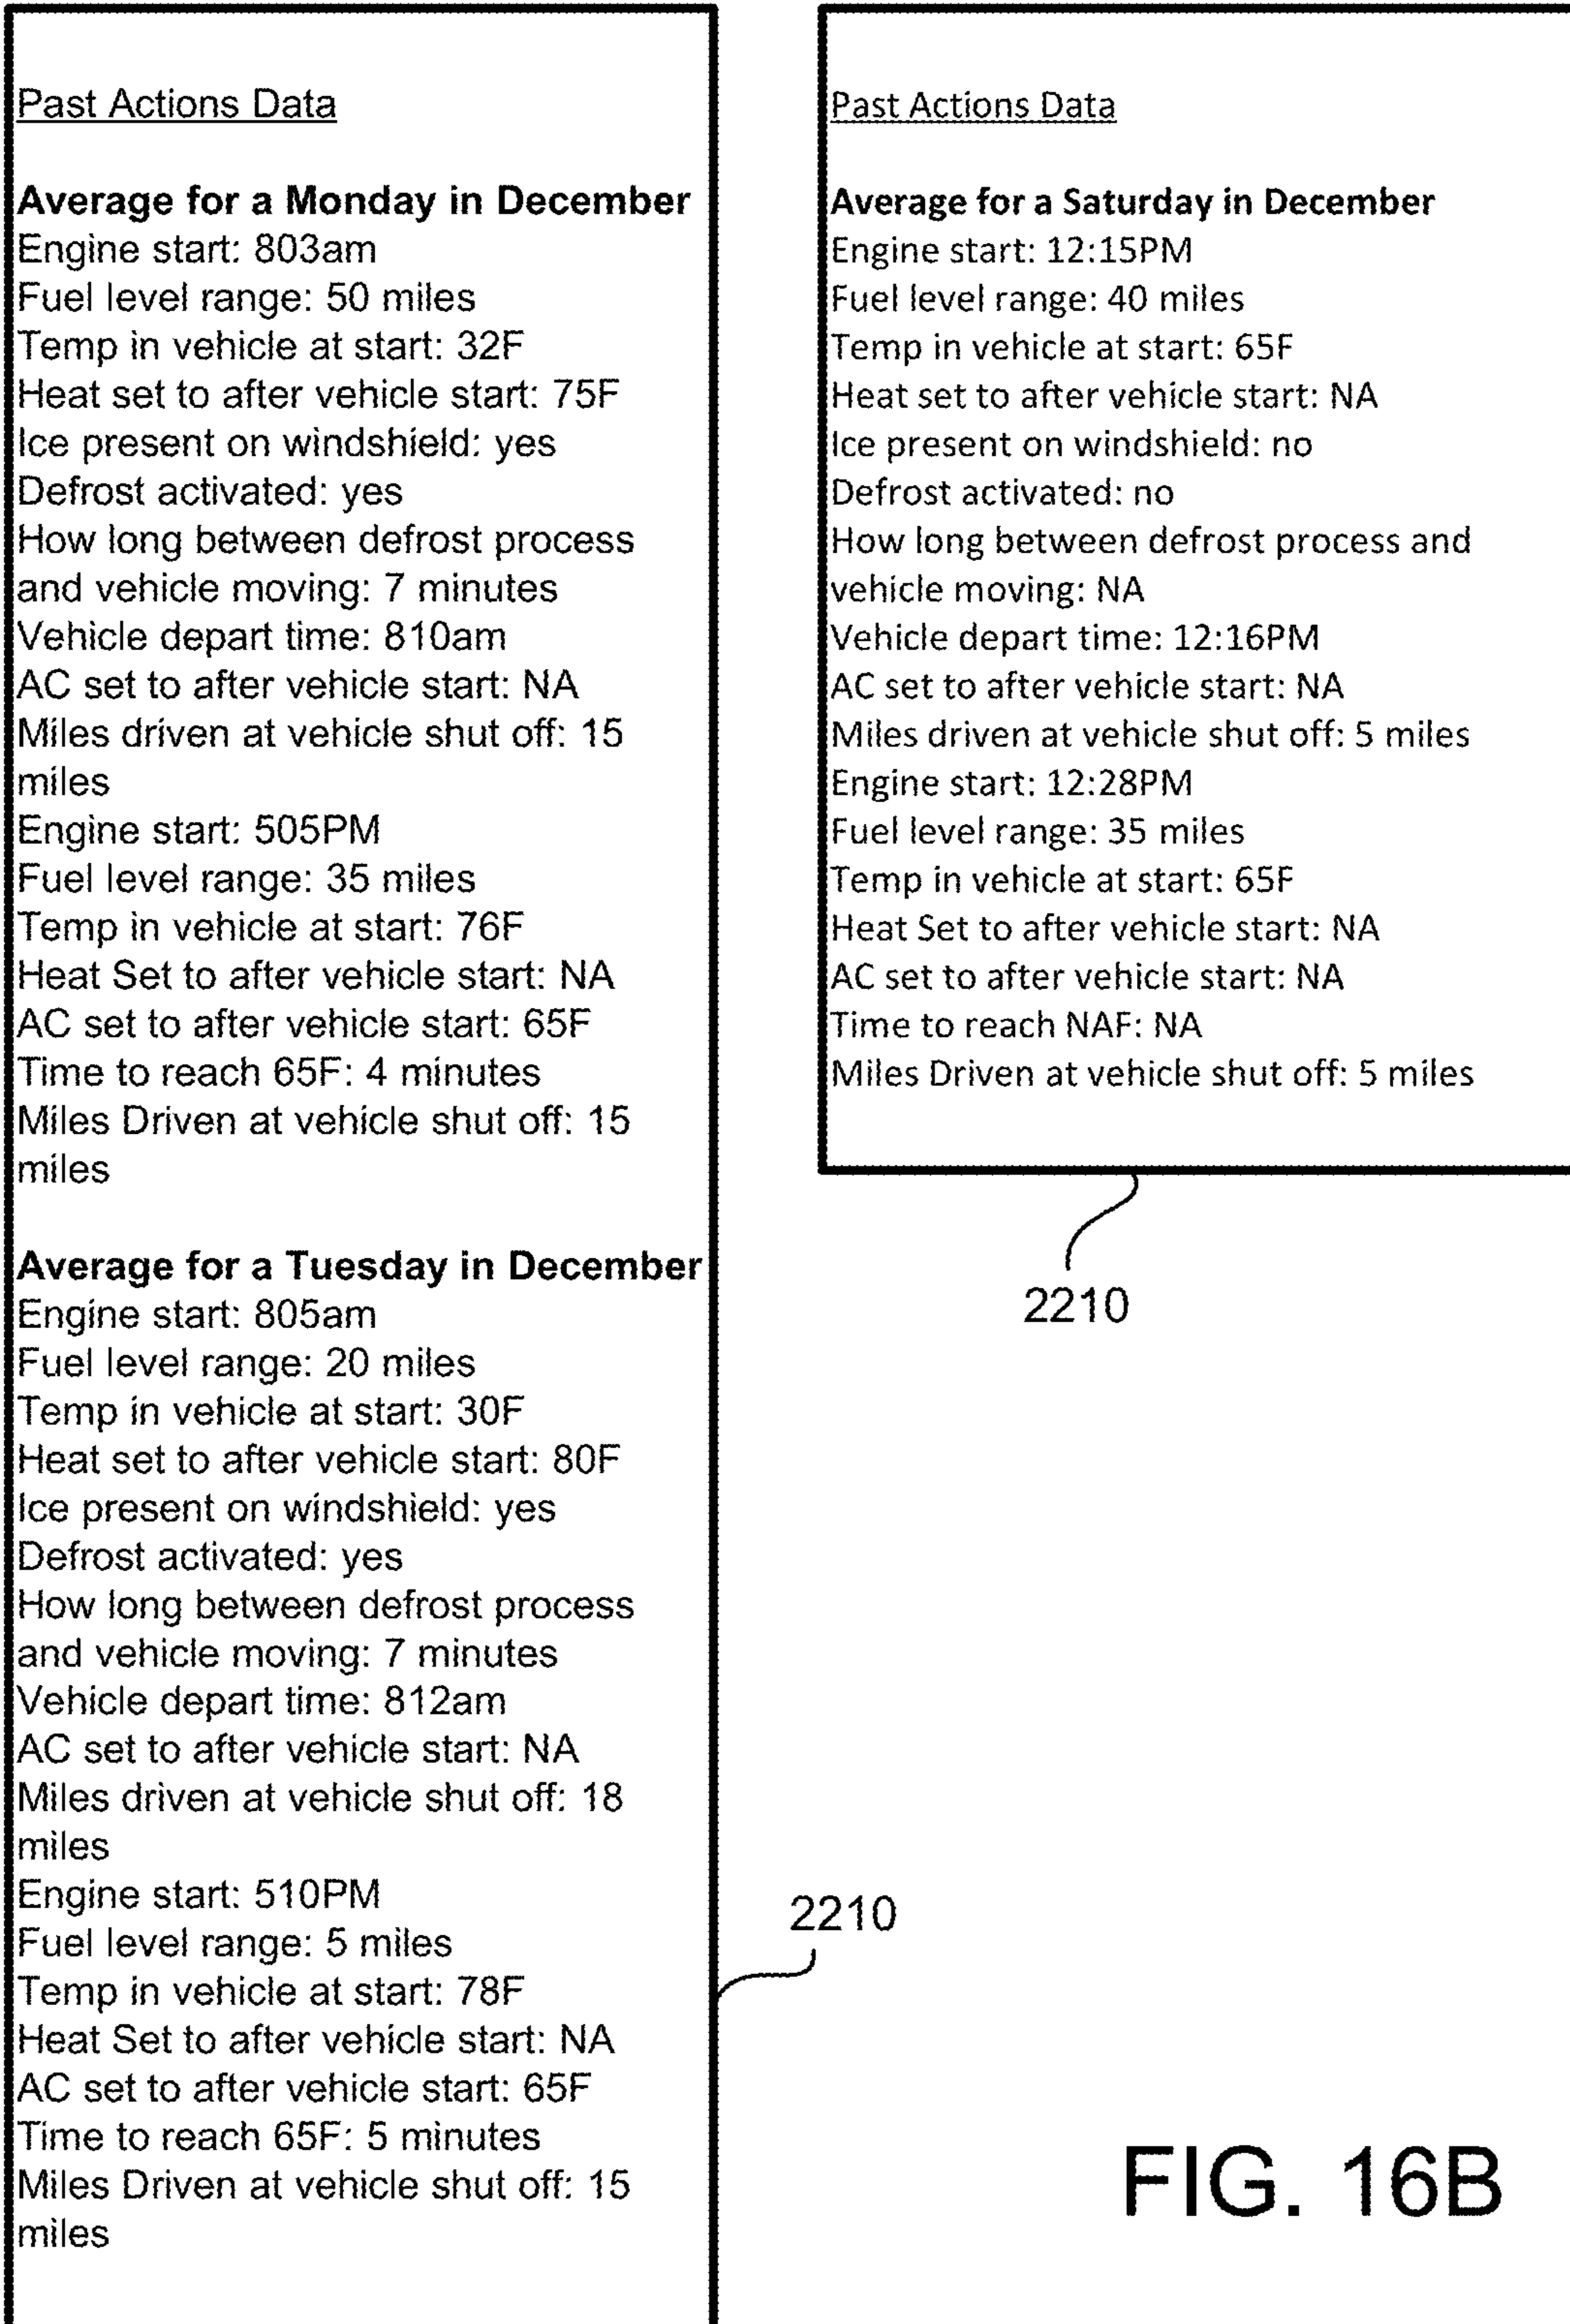 Past Actions Data
Average for a Monday in December
Engine start: 803am
Fuel level range: 50 miles
Temp in vehicle at start: 32F
Heat set to after vehicle start: 75F
Ice present on windshield: yes
Defrost activated: yes
How long between defrost process
and vehicle moving: 7 minutes
Vehicle depart time: 810am
AC set to after vehicle start: NA
Miles driven at vehicle shut off: 15
miles
Engine start: 505PM
Fuel level range: 35 miles
Temp in vehicle at start: 76F
Heat Set to after vehicle start: NA
AC set to after vehicle start: 65F
Time to reach 65F: 4 minutes
Miles Driven at vehicle shut off: 15
miles
Average for a Tuesday in December
Engine start: 805am
Fuel level range: 20 miles
Temp in vehicle at start: 30F
Heat set to after vehicle start: 80F
Ice present on windshield: yes
Defrost activated: yes
How long between defrost process
and vehicle moving: 7 minutes
Vehicle depart time: 812am
AC set to after vehicle start: NA
Miles driven at vehicle shut off: 18
miles
Engine start: 510PM
Fuel level range: 5 miles
Temp in vehicle at start: 78F
Heat Set to after vehicle start: NA
AC set to after vehicle start: 65F
Time to reach 65F: 5 minutes
Miles Driven at vehicle shut off: 15
miles
2210
Past Actions Data
Average for a Saturday in December
Engine start: 12:15PM
Fuel level range: 40 miles
Temp in vehicle at start: 65F
Heat set to after vehicle start: NA
Ice present on windshield: no
Defrost activated: no
How long between defrost process and
vehicle moving: NA
Vehicle depart time: 12:16PM
AC set to after vehicle start: NA
Miles driven at vehicle shut off: 5 miles
Engine start: 12:28PM
Fuel level range: 35 miles
Temp in vehicle at start: 65F
Heat Set to after vehicle start: NA
AC set to after vehicle start: NA
Time to reach NAF: NA
Miles Driven at vehicle shut off: 5 miles
2210
FIG. 16B